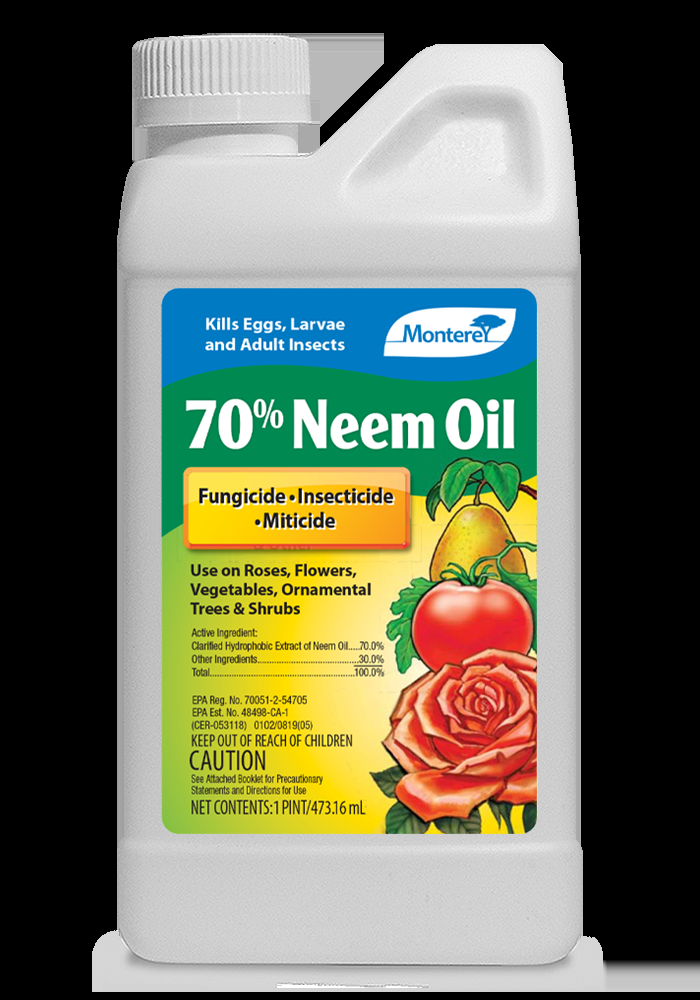 Kills Eggs, Larvae
and Adult Insects
Monterey
70% Neem Oil
Fungicide • Insecticide
• Miticide
Use on Roses, Flowers,
Vegetables, Ornamental
Trees & Shrubs
Active Ingredient:
Clarified Hydrophobic Extract of Neem Oil....70.0%
Other Ingredients..............................30.0%
Total............................................100.0%
EPA Reg. No. 70051-2-54705
EPA Est. No. 48498-CA-1
(CER-053118) 0102/0819(05)
KEEP OUT OF REACH OF CHILDREN
CAUTION
See Attached Booklet for Precautionary
Statements and Directions for Use
NET CONTENTS:1 PINT/473.16 mL